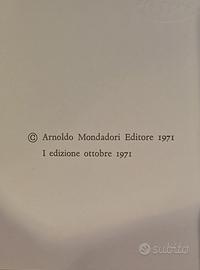 © Arnoldo Mondadori Editore 1971
I edizione ottobre 1971
subito